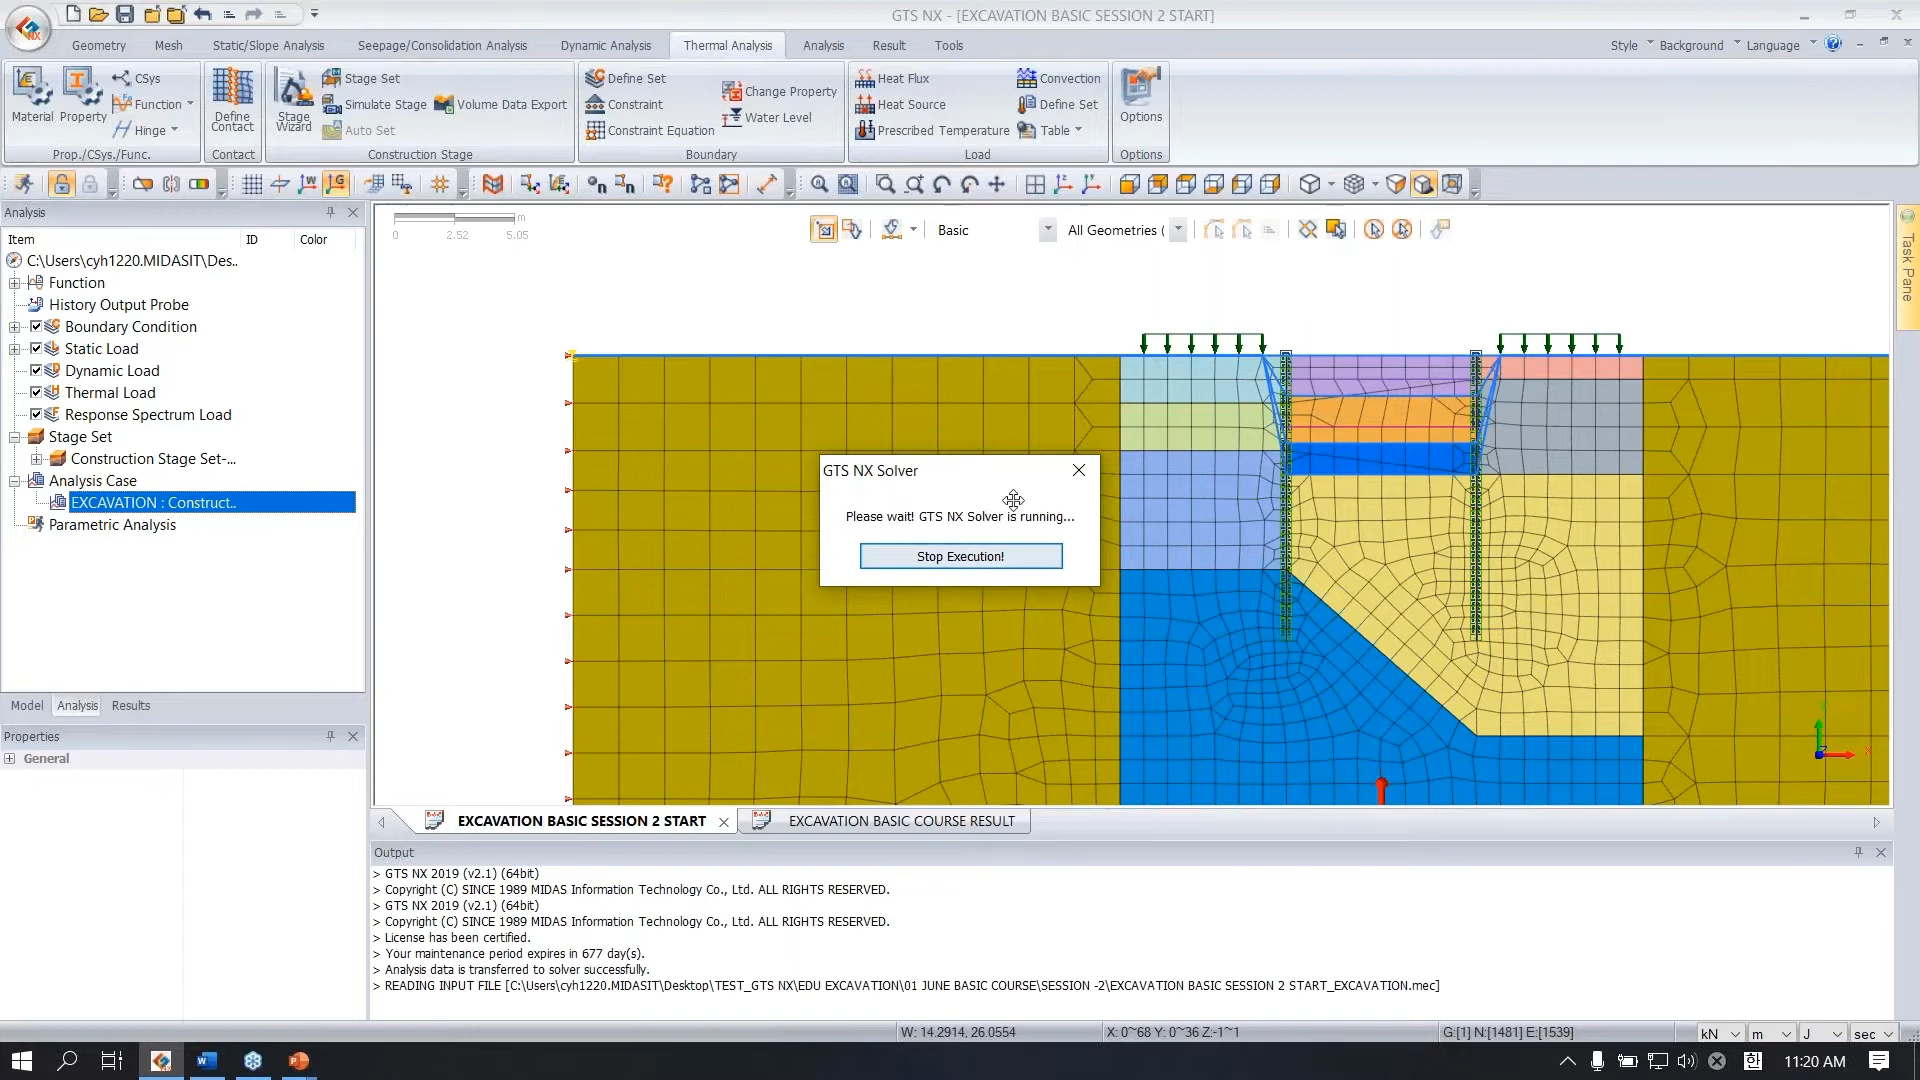 GTS NX - [EXCAVATION BASIC SESSION 2 START]
Geometry Mesh Static/Slope Analysis Seepage/Consolidation Analysis Dynamic Analysis Thermal Analysis Analysis Result Tools
Style Background Language
Material Property CSys Function Hinge
Prop./CSys./Func.
Define Contact
Contact
Stage Wizard Stage Set Simulate Stage Auto Set Volume Data Export
Construction Stage
Define Set Constraint Constraint Equation Change Property Water Level
Boundary
Heat Flux Heat Source Prescribed Temperature Convection Define Set Table
Load
Options
Options
Analysis
Item ID Color
C:\Users\cyh1220.MIDASIT\Des..
Function
History Output Probe
Boundary Condition
Static Load
Dynamic Load
Thermal Load
Response Spectrum Load
Stage Set
Construction Stage Set-...
Analysis Case
EXCAVATION : Construct..
Parametric Analysis
Model Analysis Results
Properties
General
m
0 2.52 5.05
Basic All Geometries (
Task Pane
GTS NX Solver
Please wait! GTS NX Solver is running...
Stop Execution!
EXCAVATION BASIC SESSION 2 START EXCAVATION BASIC COURSE RESULT
Output
> GTS NX 2019 (v2.1) (64bit)
> Copyright (C) SINCE 1989 MIDAS Information Technology Co., Ltd. ALL RIGHTS RESERVED.
> GTS NX 2019 (v2.1) (64bit)
> Copyright (C) SINCE 1989 MIDAS Information Technology Co., Ltd. ALL RIGHTS RESERVED.
> License has been certified.
> Your maintenance period expires in 677 day(s).
> Analysis data is transferred to solver successfully.
> READING INPUT FILE [C:\Users\cyh1220.MIDASIT\Desktop\TEST_GTS NX\EDU EXCAVATION\01 JUNE BASIC COURSE\SESSION -2\EXCAVATION BASIC SESSION 2 START_EXCAVATION.mec]
W: 14.2914, 26.0554 X: 0~68 Y: 0~36 Z:-1~1 G:[1] N:[1481] E:[1539] kN m J sec
한 11:20 AM